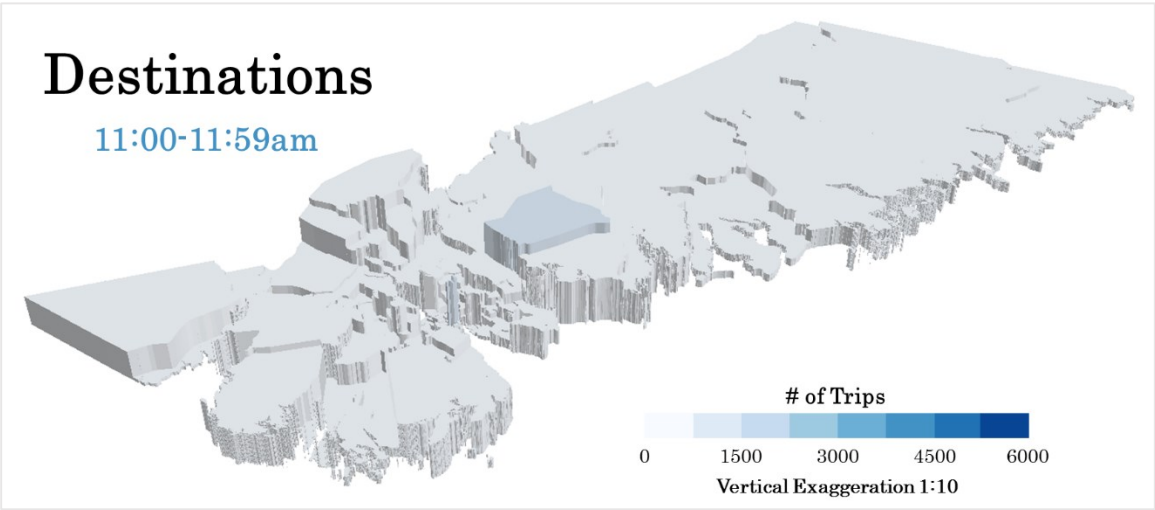 Destinations
11:00-11:59am
# of Trips
0 1500 3000 4500 6000
Vertical Exaggeration 1:10